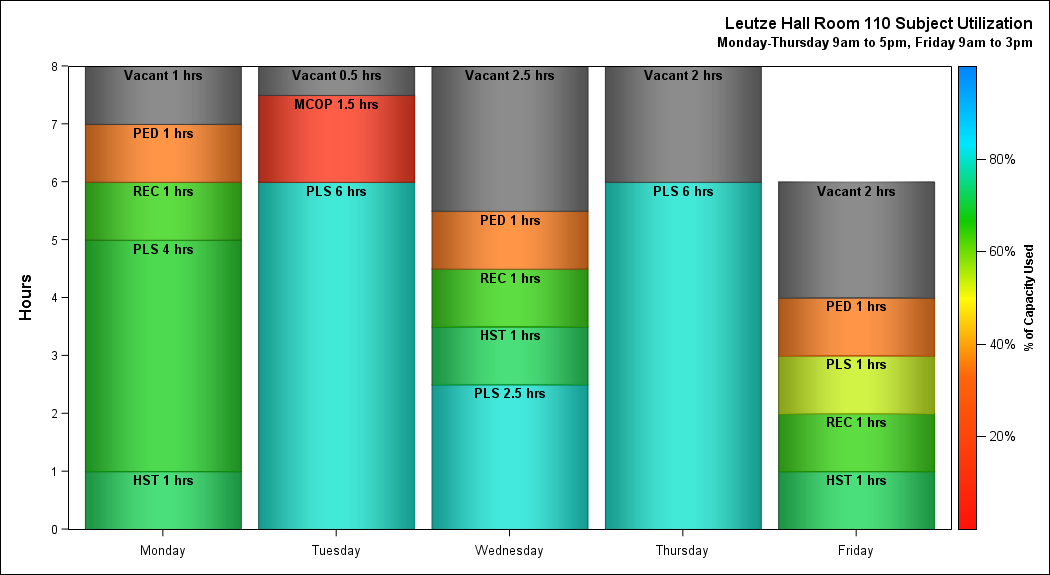 Leutze Hall Room 110 Subject Utilization
Monday-Thursday 9am to 5pm, Friday 9am to 3pm
Hours
8
7
6
5
4
3
2
1
0
Vacant 1 hrs
PED 1 hrs
REC 1 hrs
PLS 4 hrs
HST 1 hrs
Vacant 0.5 hrs
MCOP 1.5 hrs
PLS 6 hrs
Vacant 2.5 hrs
PED 1 hrs
REC 1 hrs
HST 1 hrs
PLS 2.5 hrs
Vacant 2 hrs
PLS 6 hrs
Vacant 2 hrs
PED 1 hrs
PLS 1 hrs
REC 1 hrs
HST 1 hrs
Monday
Tuesday
Wednesday
Thursday
Friday
80%
60%
40%
20%
% of Capacity Used